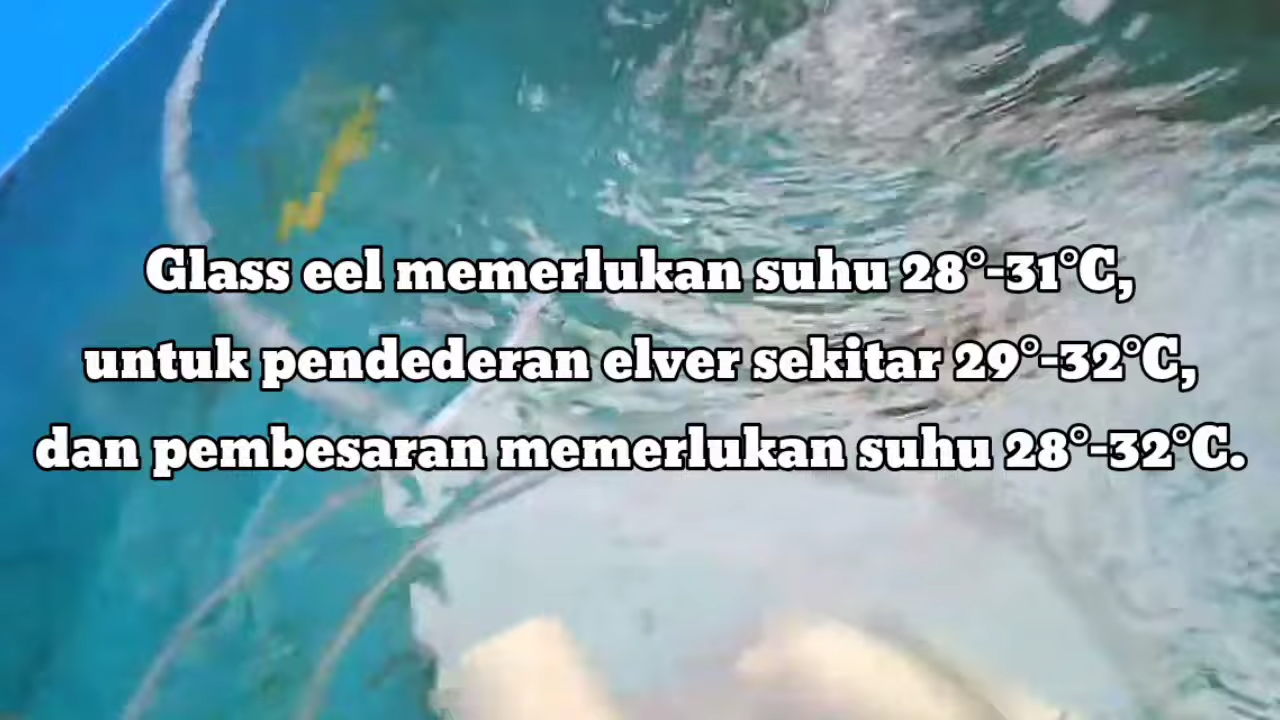 Glass eel memerlukan suhu 28°-31°C,
untuk pendederan elver sekitar 29°-32°C,
dan pembesaran memerlukan suhu 28°-32°C.